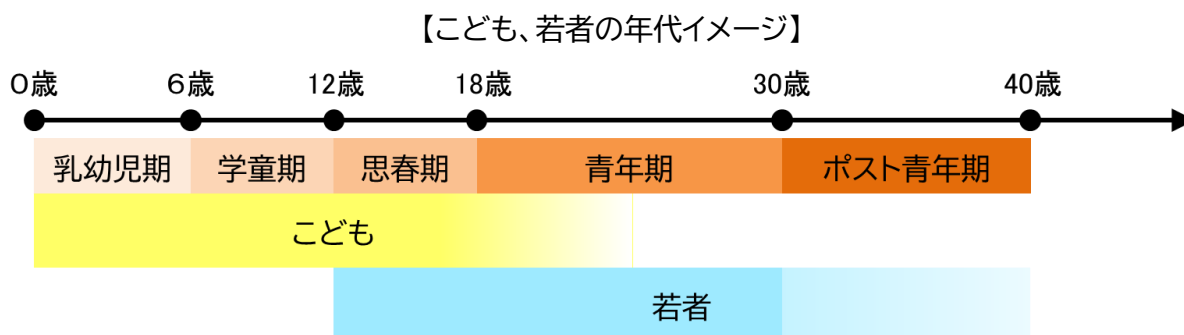 【こども、若者の年代イメージ】
０歳 ６歳 12歳 18歳 30歳 40歳
乳幼児期 学童期 思春期 青年期 ポスト青年期
こども
若者